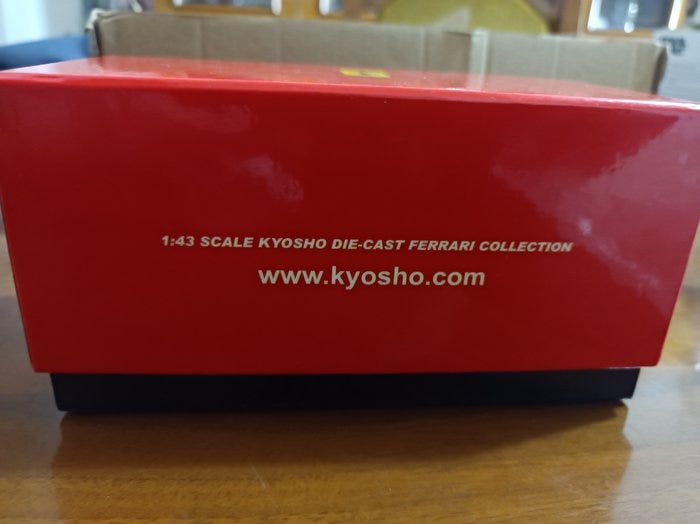 1:43 SCALE KYOSHO DIE-CAST FERRARI COLLECTION
www.kyosho.com